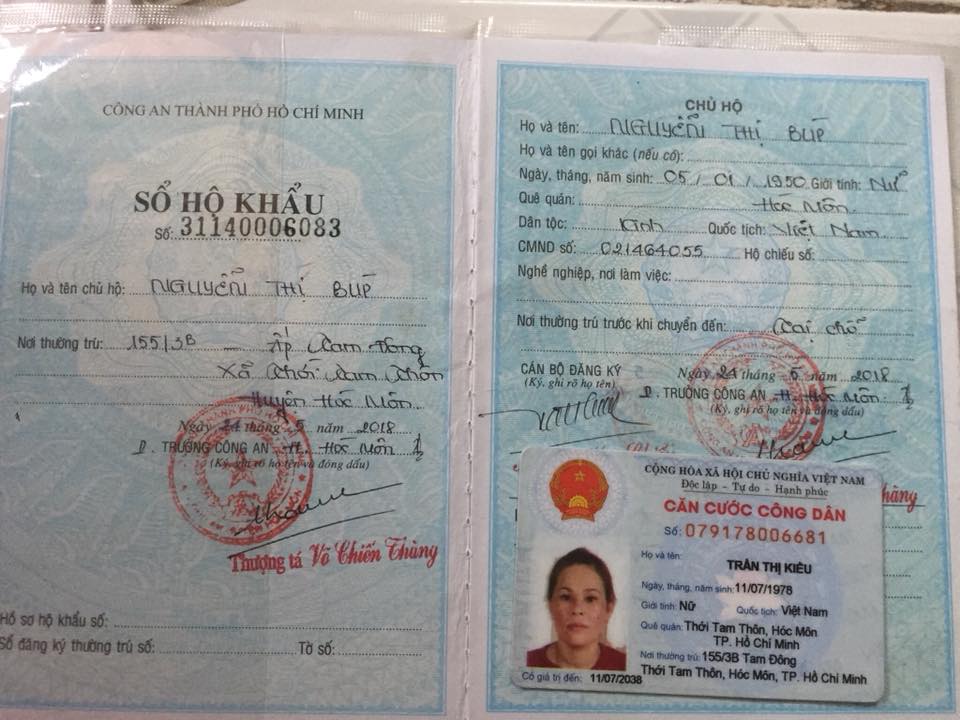 CÔNG AN THÀNH PHỐ HỒ CHÍ MINH
SỔ HỘ KHẨU
Số: 31140006083
Họ và tên chủ hộ: NGUYỄN THỊ BÚP
Nơi thường trú: 155/3B - Ấp Tam Đông
Xã Thới Tam Thôn
Huyện Hóc Môn
Ngày 24 tháng 5 năm 2018
TRƯỞNG CÔNG AN H. Hóc Môn
(Ký, ghi rõ họ tên và đóng dấu)
Thượng tá Võ Chiến Thắng
Hồ sơ hộ khẩu số:
Sổ đăng ký thường trú số: Tờ số:
CHỦ HỘ
Họ và tên: NGUYỄN THỊ BÚP
Họ và tên gọi khác (nếu có):
Ngày, tháng, năm sinh: 05/01/1950 Giới tính: Nữ
Quê quán: Hóc Môn
Dân tộc: Kinh Quốc tịch: Việt Nam
CMND số: 021464055 Hộ chiếu số:
Nghề nghiệp, nơi làm việc:
Nơi thường trú trước khi chuyển đến: Tại chỗ
Ngày 24 tháng 5 năm 2018
CÁN BỘ ĐĂNG KÝ
(Ký, ghi rõ họ tên)
TRƯỞNG CÔNG AN H. Hóc Môn
(Ký, ghi rõ họ tên và đóng dấu)
CỘNG HÒA XÃ HỘI CHỦ NGHĨA VIỆT NAM
Độc lập - Tự do - Hạnh phúc
CĂN CƯỚC CÔNG DÂN
Số: 079178006681
Họ và tên:
TRẦN THỊ KIỀU
Ngày, tháng, năm sinh: 11/07/1978
Giới tính: Nữ Quốc tịch: Việt Nam
Quê quán: Thới Tam Thôn, Hóc Môn
TP. Hồ Chí Minh
Nơi thường trú: 155/3B Tam Đông
Thới Tam Thôn, Hóc Môn, TP. Hồ Chí Minh
Có giá trị đến: 11/07/2038